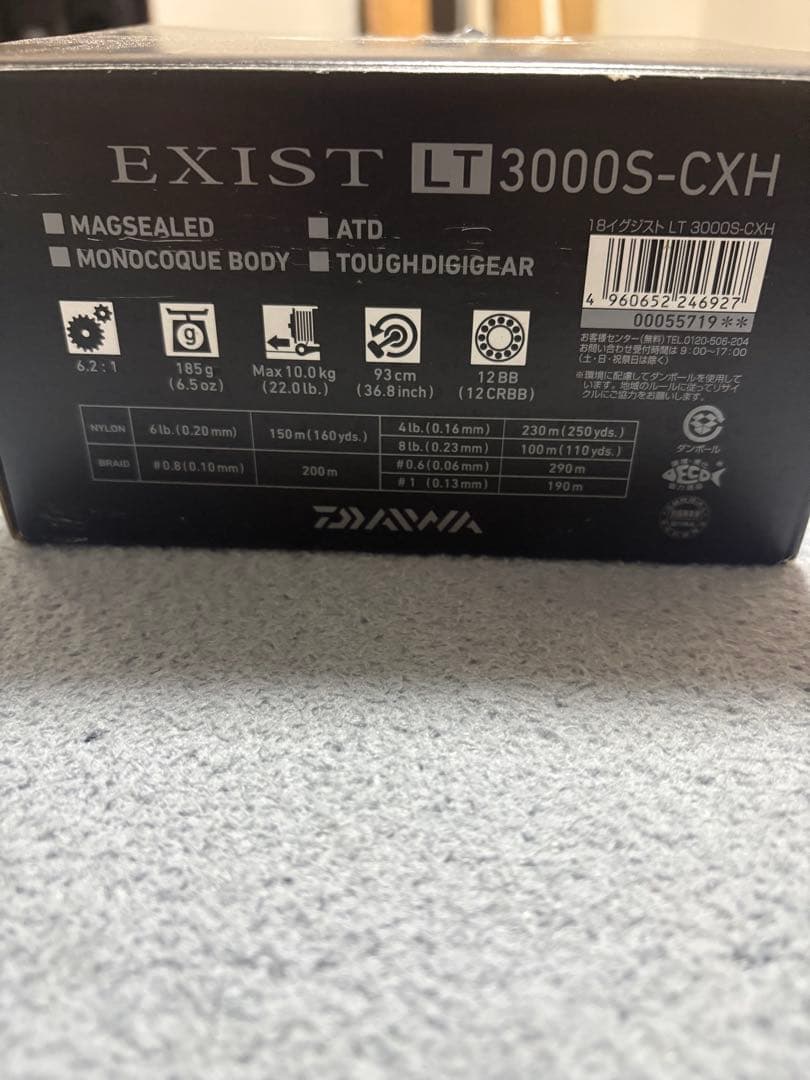 EXIST LT 3000S-CXH
MAGSEALED
ATD
MONOCOQUE BODY
TOUGHDIGIGEAR
18イグジスト LT 3000S-CXH
4 960652 246927
00055719**
お客様センター(無料)TEL.0120-506-204
お問い合わせ受付時間は 9:00〜17:00
(土・日・祝祭日は除く)
※環境に配慮してダンボールを使用して
います。地域のルールに従ってリサイ
クルにご協力をお願いします。
g
6.2:1
185g
(6.5oz)
Max 10.0kg
(22.0lb.)
93cm
(36.8inch)
12BB
(12CRBB)
NYLON 6lb.(0.20mm) 150m(160yds.) 4lb.(0.16mm) 230m(250yds.)
8lb.(0.23mm) 100m(110yds.)
BRAID #0.8(0.10mm) 200m #0.6(0.06mm) 290m
#1 (0.13mm) 190m
ダンボール
ECO
DAIWA